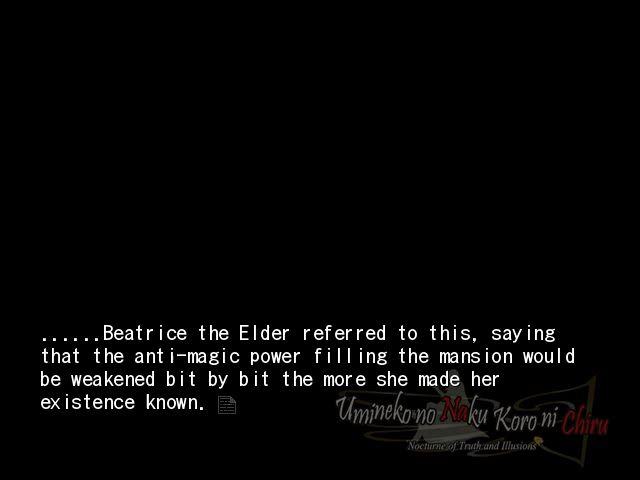 ......Beatrice the Elder referred to this, saying
that the anti-magic power filling the mansion would
be weakened bit by bit the more she made her
existence known.
Umineko no Naku Koro ni Chiru
Nocturne of Truth and Illusions